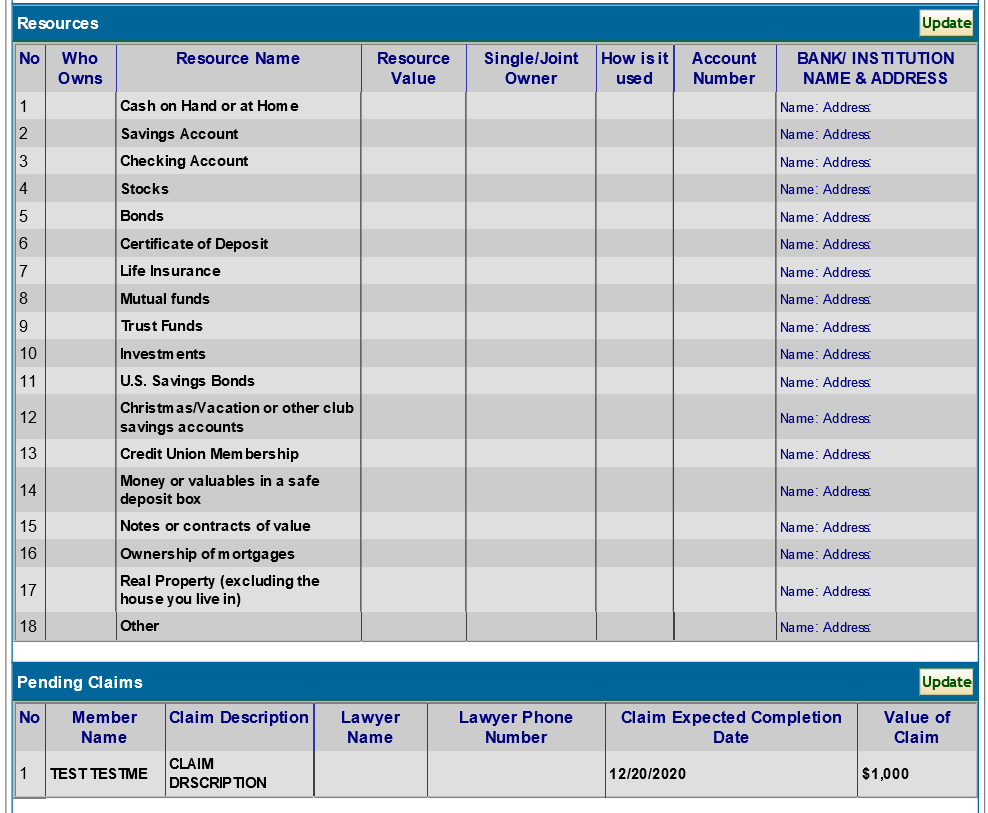 Resources Update
No Who Owns Resource Name Resource Value Single/Joint Owner How is it used Account Number BANK/ INSTITUTION NAME & ADDRESS
1 Cash on Hand or at Home Name: Address:
2 Savings Account Name: Address:
3 Checking Account Name: Address:
4 Stocks Name: Address:
5 Bonds Name: Address:
6 Certificate of Deposit Name: Address:
7 Life Insurance Name: Address:
8 Mutual funds Name: Address:
9 Trust Funds Name: Address:
10 Investments Name: Address:
11 U.S. Savings Bonds Name: Address:
12 Christmas/Vacation or other club savings accounts Name: Address:
13 Credit Union Membership Name: Address:
14 Money or valuables in a safe deposit box Name: Address:
15 Notes or contracts of value Name: Address:
16 Ownership of mortgages Name: Address:
17 Real Property (excluding the house you live in) Name: Address:
18 Other Name: Address:
Pending Claims Update
No Member Name Claim Description Lawyer Name Lawyer Phone Number Claim Expected Completion Date Value of Claim
1 TEST TESTME CLAIM DRSCRIPTION 12/20/2020 $1,000